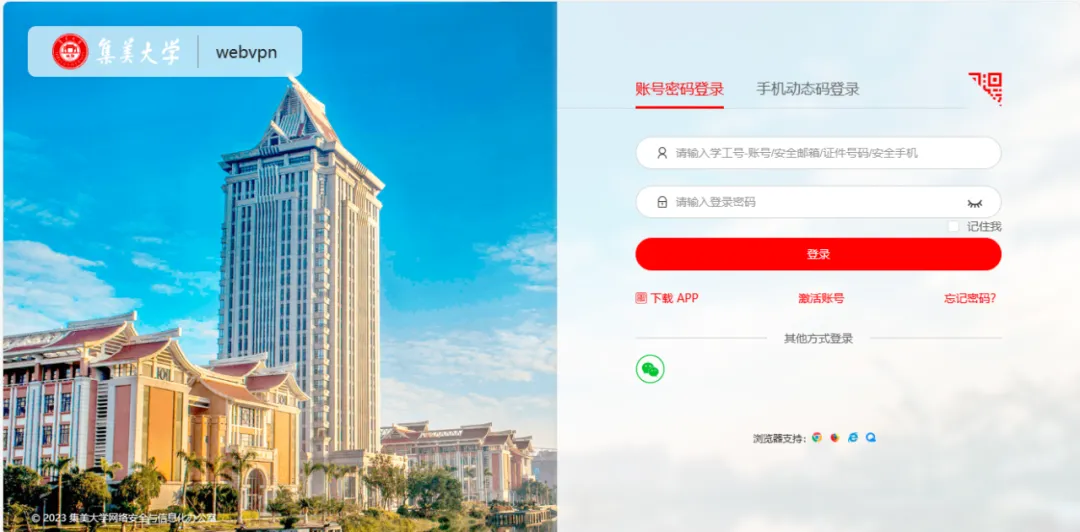 集美大学 webvpn
账号密码登录 手机动态码登录
请输入学工号-账号/安全邮箱/证件号码/安全手机
请输入登录密码
记住我
登录
下载 APP 激活账号 忘记密码?
其他方式登录
浏览器支持:
© 2023 集美大学网络安全与信息化办公室